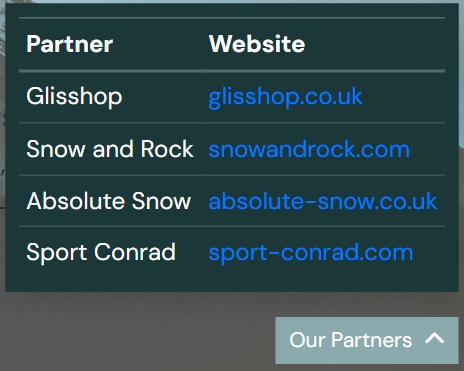 Partner Website
Glisshop glisshop.co.uk
Snow and Rock snowandrock.com
Absolute Snow absolute-snow.co.uk
Sport Conrad sport-conrad.com
Our Partners